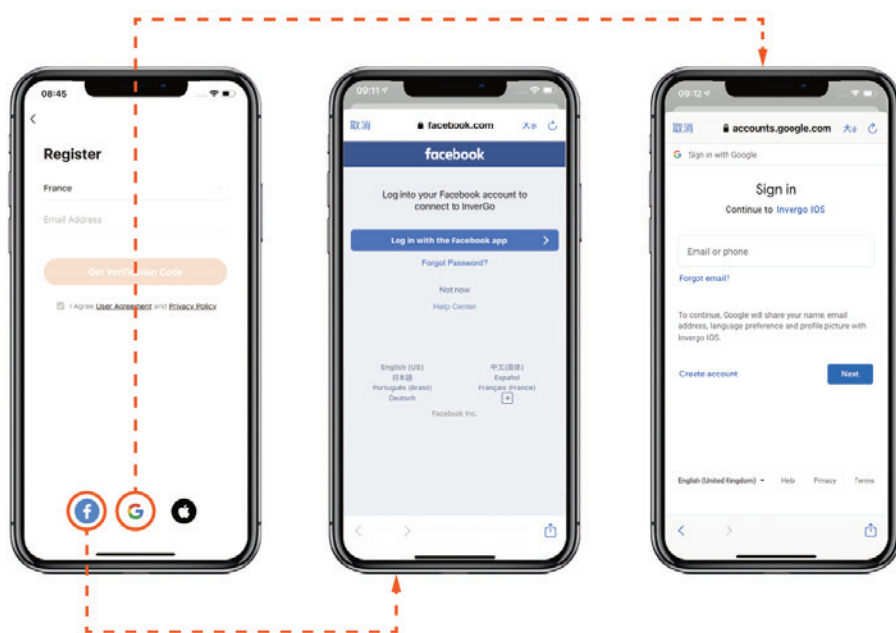 08:45
Register
France
Email Address
Get Verification Code
I Agree User Agreement and Privacy Policy
09:11
取消
facebook.com
大小
facebook
Log into your Facebook account to
connect to InverGo
Log in with the Facebook app
Forgot Password?
Not now
Help Center
English (US)
中文(简体)
日本語
Español
Português (Brasil)
Français (France)
Deutsch
Facebook Inc.
09:12
取消
accounts.google.com
大小
Sign in with Google
Sign in
Continue to Invergo IOS
Email or phone
Forgot email?
To continue, Google will share your name, email
address, language preference and profile picture with
Invergo IOS.
Create account
Next
English (United Kingdom)
Help
Privacy
Terms